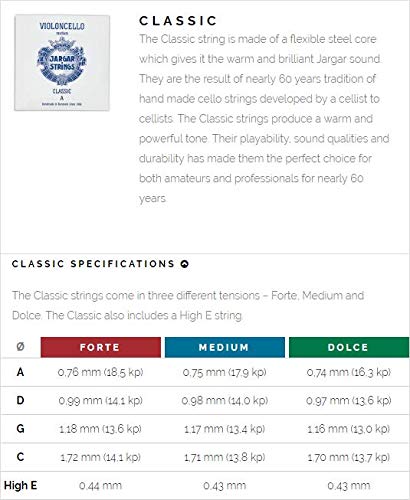 VIOLONCELLO
medium
JARGAR
STRINGS
CLASSIC
A
CLASSIC
The Classic string is made of a flexible steel core
which gives it the warm and brilliant Jargar sound.
They are the result of nearly 60 years tradition of
hand made cello strings developed by a cellist to
cellists. The Classic strings produce a warm and
powerful tone. Their playability, sound qualities and
durability has made them the perfect choice for
both amateurs and professionals for nearly 60
years.
CLASSIC SPECIFICATIONS
The Classic strings come in three different tensions – Forte, Medium and
Dolce. The Classic also includes a High E string.
Ø FORTE MEDIUM DOLCE
A 0,76 mm (18.5 kp) 0,75 mm (17.9 kp) 0,74 mm (16.3 kp)
D 0.99 mm (14.1 kp) 0,98 mm (14.0 kp) 0,97 mm (13.6 kp)
G 1,18 mm (13.6 kp) 1,17 mm (13.4 kp) 1,16 mm (13.0 kp)
C 1,72 mm (14.1 kp) 1,71 mm (13.8 kp) 1,70 mm (13.7 kp)
High E 0.44 mm 0.43 mm 0.43 mm